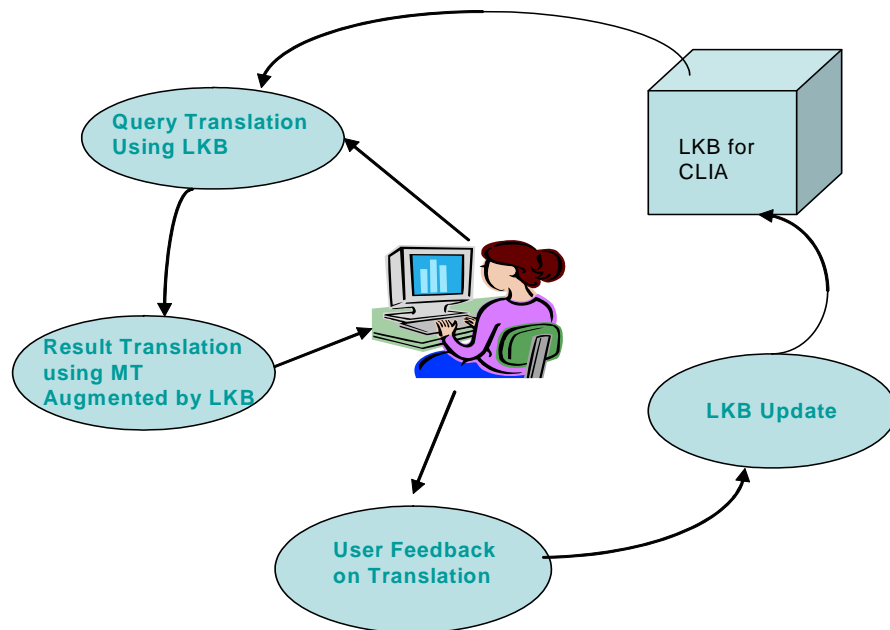 Query Translation
Using LKB
LKB for
CLIA
Result Translation
using MT
Augmented by LKB
LKB Update
User Feedback
on Translation